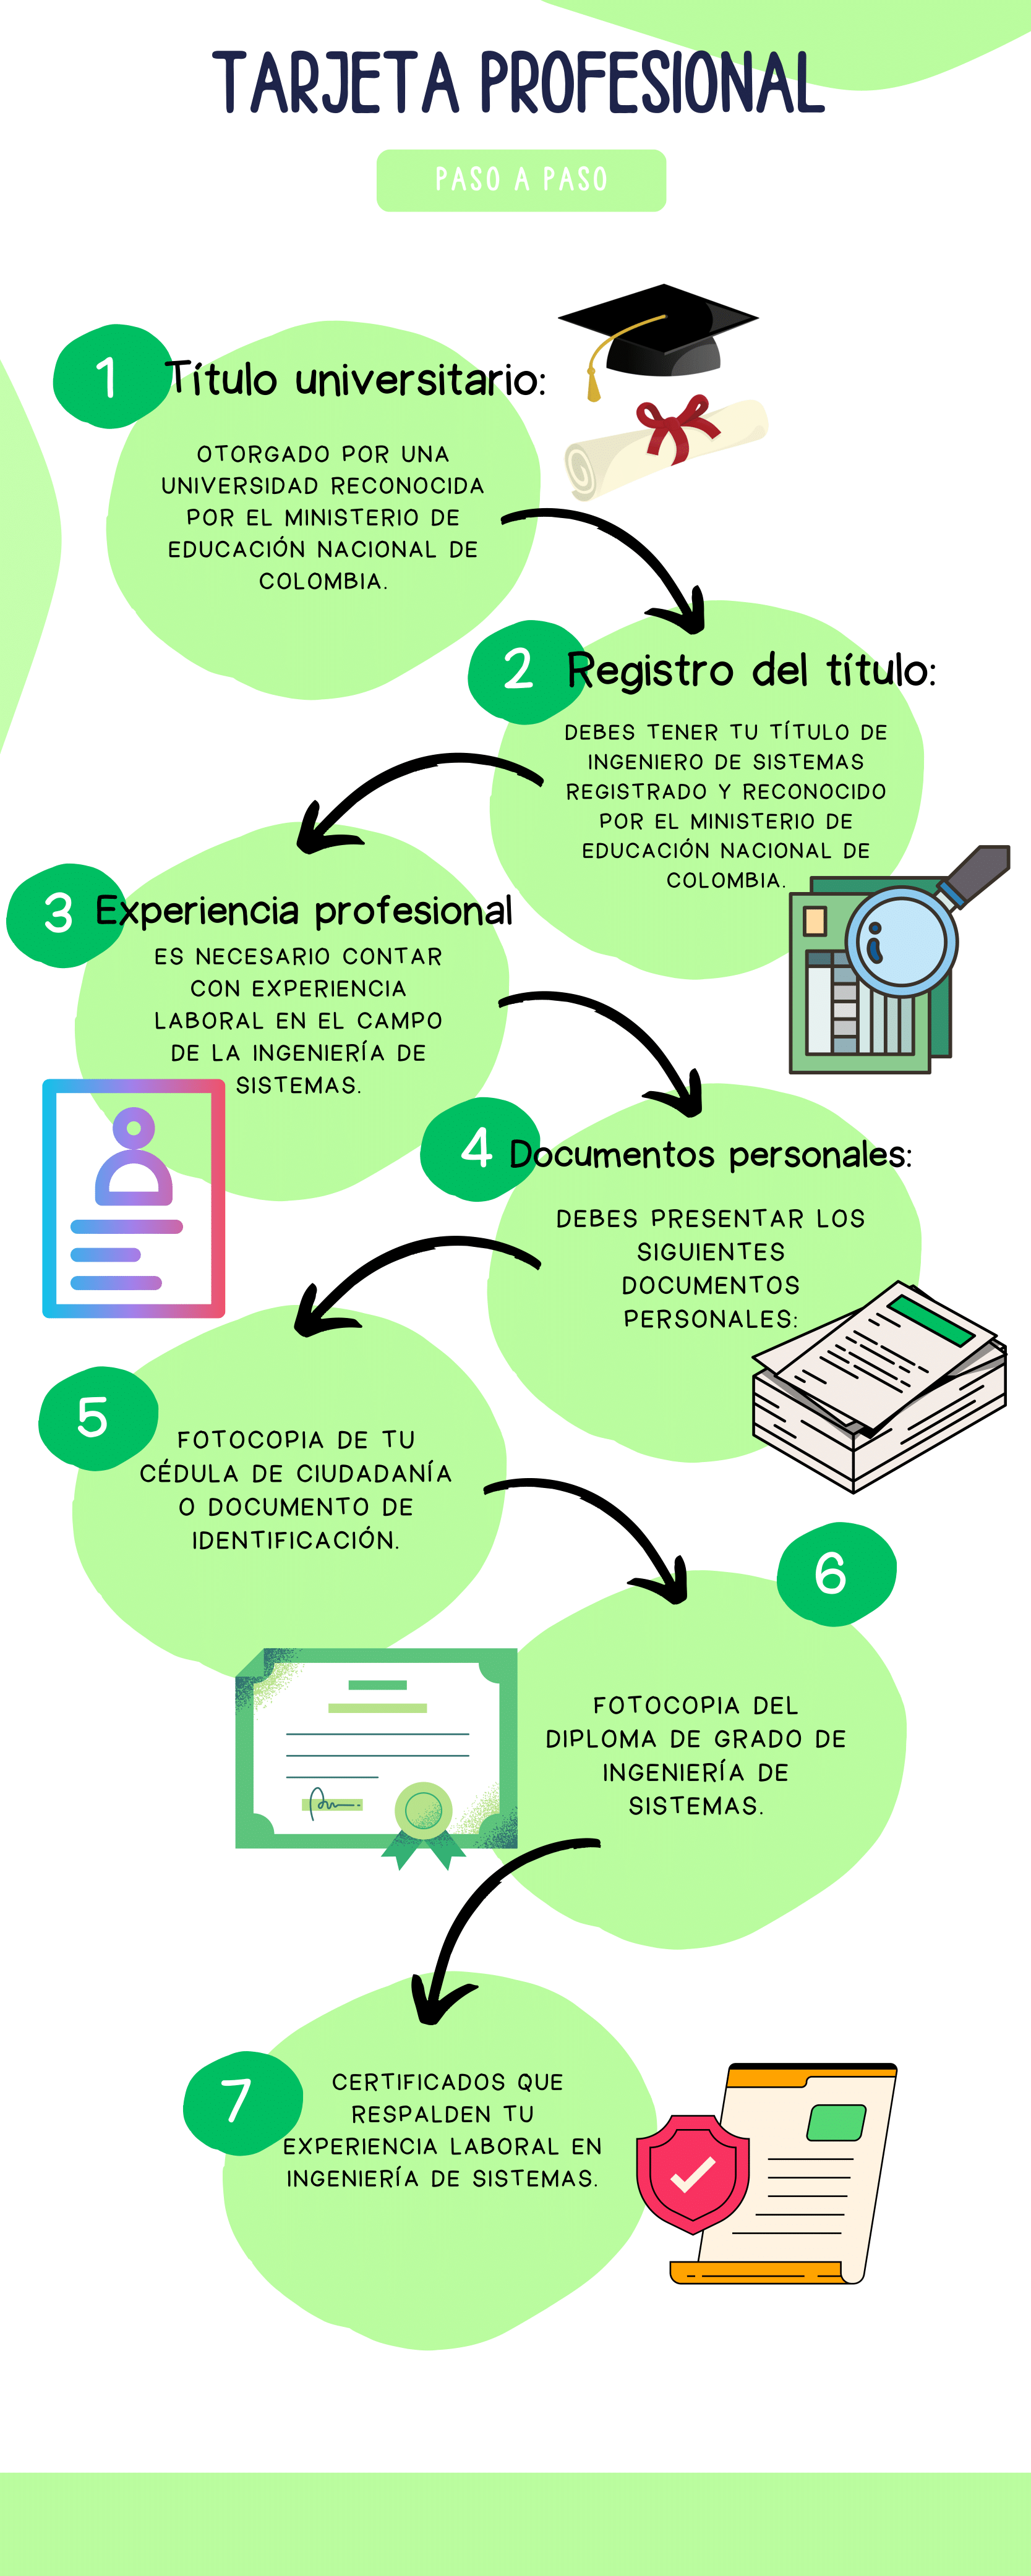 TARJETA PROFESIONAL
PASO A PASO
1
Título universitario:
OTORGADO POR UNA
UNIVERSIDAD RECONOCIDA
POR EL MINISTERIO DE
EDUCACIÓN NACIONAL DE
COLOMBIA.
2
Registro del título:
DEBES TENER TU TÍTULO DE
INGENIERO DE SISTEMAS
REGISTRADO Y RECONOCIDO
POR EL MINISTERIO DE
EDUCACIÓN NACIONAL DE
COLOMBIA.
3
Experiencia profesional
ES NECESARIO CONTAR
CON EXPERIENCIA
LABORAL EN EL CAMPO
DE LA INGENIERÍA DE
SISTEMAS.
4
Documentos personales:
DEBES PRESENTAR LOS
SIGUIENTES
DOCUMENTOS
PERSONALES:
5
FOTOCOPIA DE TU
CÉDULA DE CIUDADANÍA
O DOCUMENTO DE
IDENTIFICACIÓN.
6
FOTOCOPIA DEL
DIPLOMA DE GRADO DE
INGENIERÍA DE
SISTEMAS.
7
CERTIFICADOS QUE
RESPALDEN TU
EXPERIENCIA LABORAL EN
INGENIERÍA DE SISTEMAS.